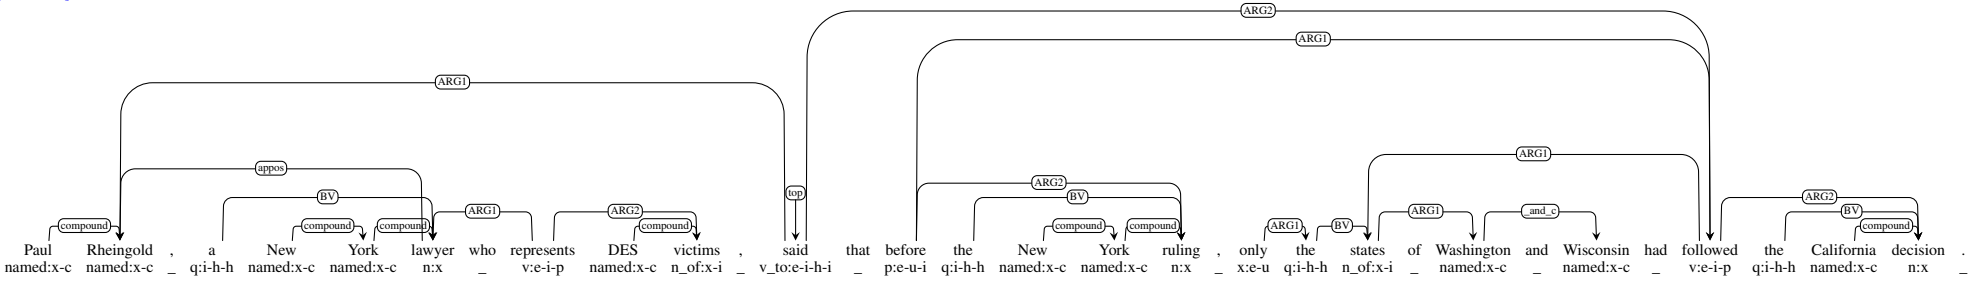 ARG2
ARG1
ARG1
ARG1
appos
top
ARG2
BV
BV
ARG2
ARG1
ARG2
ARG1
_and_c
BV
compound
compound
compound
compound
compound
compound
ARG1
BV
compound
Paul Rheingold , a New York lawyer who represents DES victims , said that before the New York ruling , only the states of Washington and Wisconsin had followed the California decision .
named:x-c named:x-c _ q:i-h-h named:x-c named:x-c n:x _ v:e-i-p named:x-c n_of:x-i _ v_to:e-i-h-i _ p:e-u-i q:i-h-h named:x-c named:x-c n:x _ x:e-u q:i-h-h n_of:x-i _ named:x-c _ named:x-c _ v:e-i-p q:i-h-h named:x-c n:x _